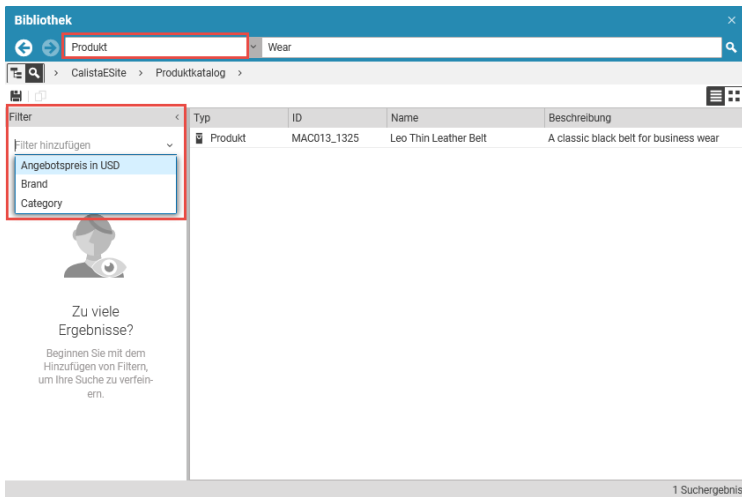 Bibliothek
Produkt Wear
CalistaESite > Produktkatalog >
Filter Typ ID Name Beschreibung
Filter hinzufügen Produkt MAC013_1325 Leo Thin Leather Belt A classic black belt for business wear
Angebotspreis in USD
Brand
Category
Zu viele
Ergebnisse?
Beginnen Sie mit dem
Hinzufügen von Filtern,
um Ihre Suche zu verfein-
ern.
1 Suchergebnis